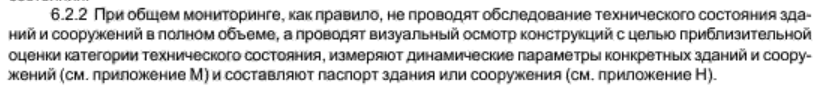 6.2.2 При общем мониторинге, как правило, не проводят обследование технического состояния зда-
ний и сооружений в полном объеме, а проводят визуальный осмотр конструкций с целью приблизительной
оценки категории технического состояния, измеряют динамические параметры конкретных зданий и соору-
жений (см. приложение М) и составляют паспорт здания или сооружения (см. приложение Н).